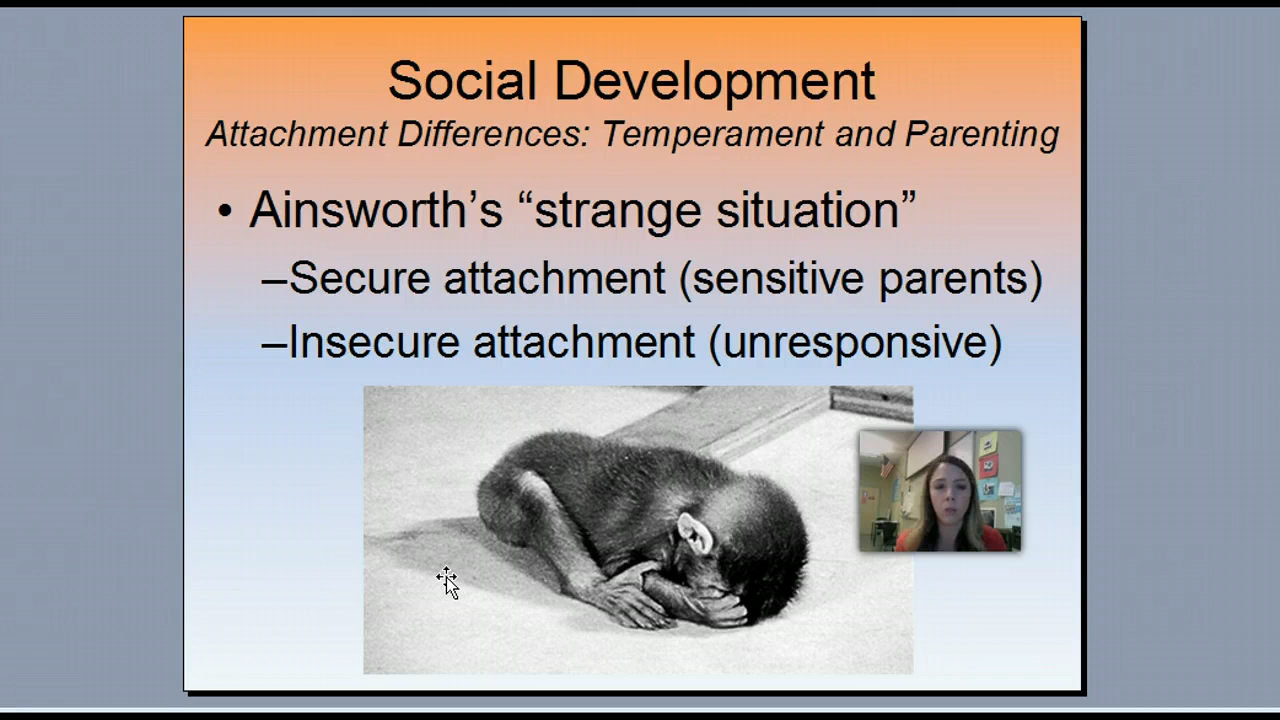 Social Development
Attachment Differences: Temperament and Parenting
• Ainsworth’s “strange situation”
–Secure attachment (sensitive parents)
–Insecure attachment (unresponsive)